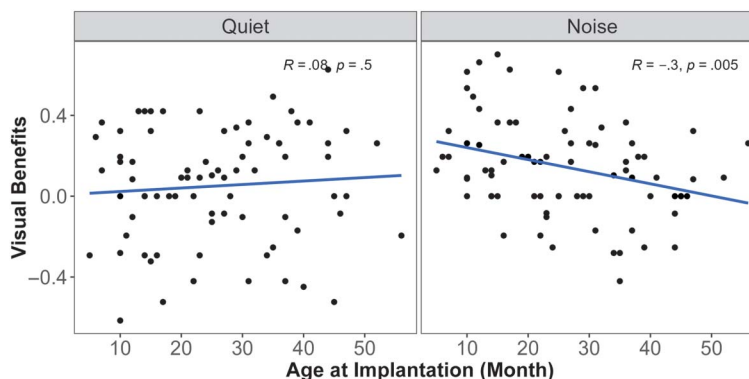 Quiet
Noise
R = .08, p = .5
R = −.3, p = .005
Visual Benefits
0.4
0.0
−0.4
10 20 30 40 50
10 20 30 40 50
Age at Implantation (Month)